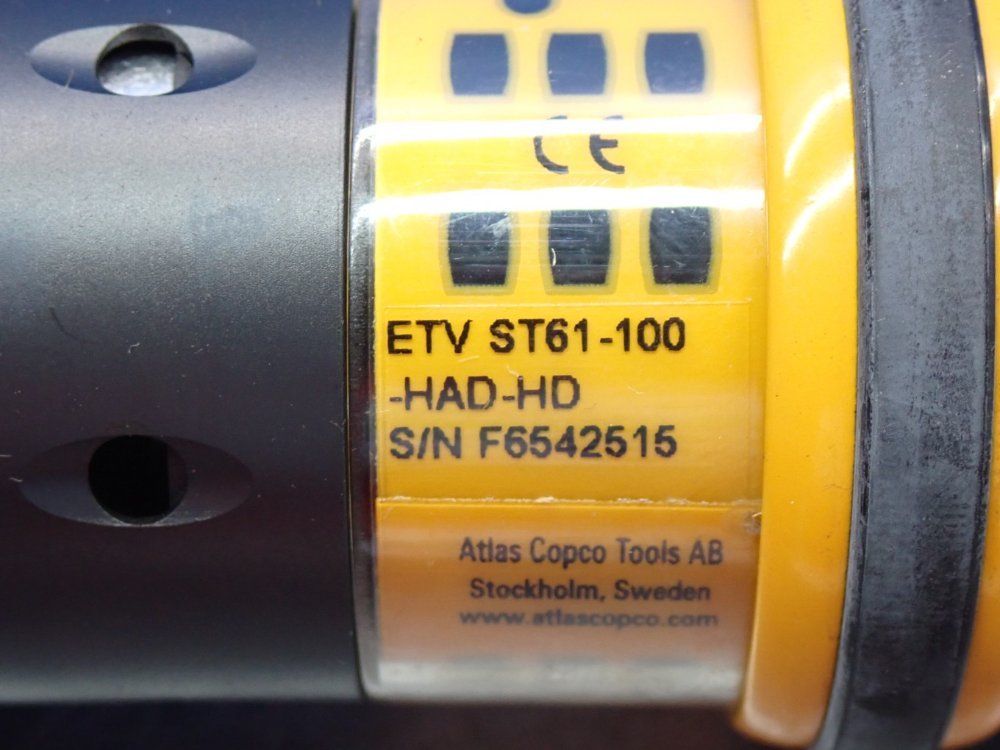 CE
ETV ST61-100
-HAD-HD
S/N F6542515
Atlas Copco Tools AB
Stockholm, Sweden
www.atlascopco.com